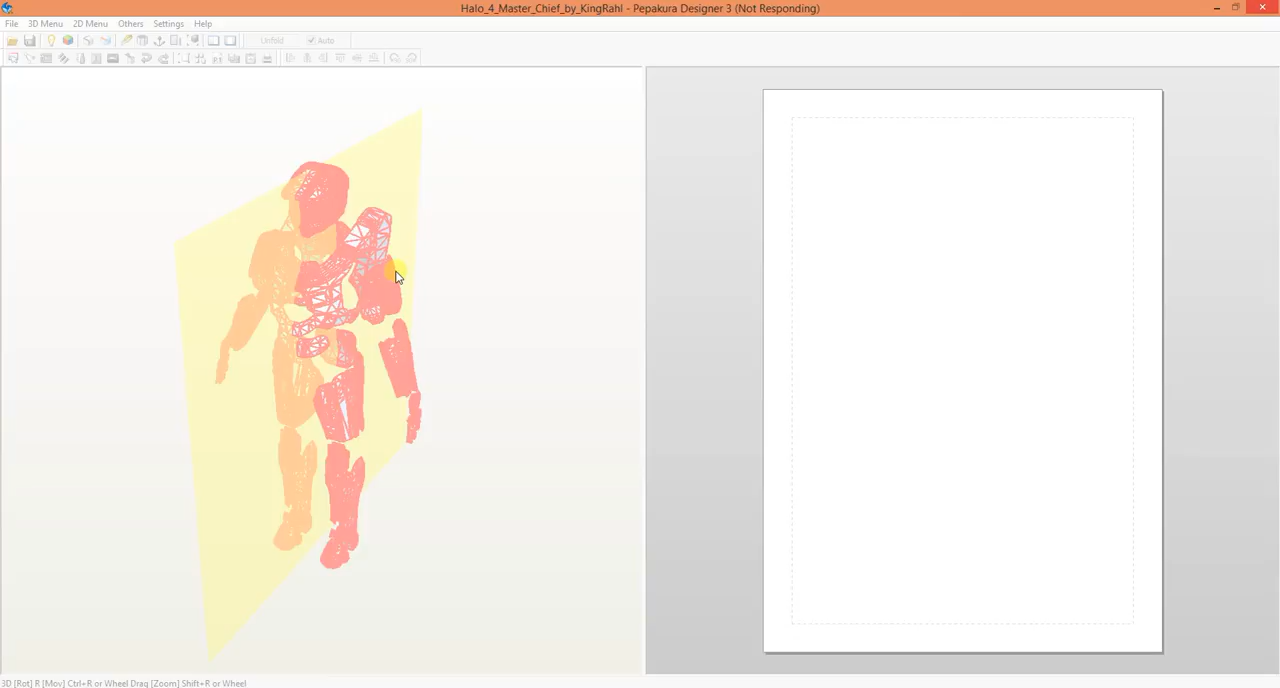 Halo_4_Master_Chief_by_KingRahl - Pepakura Designer 3 (Not Responding)
File 3D Menu 2D Menu Others Settings Help
Unfold Auto
3D [Rot] R [Mov] Ctrl+R or Wheel Drag [Zoom] Shift+R or Wheel